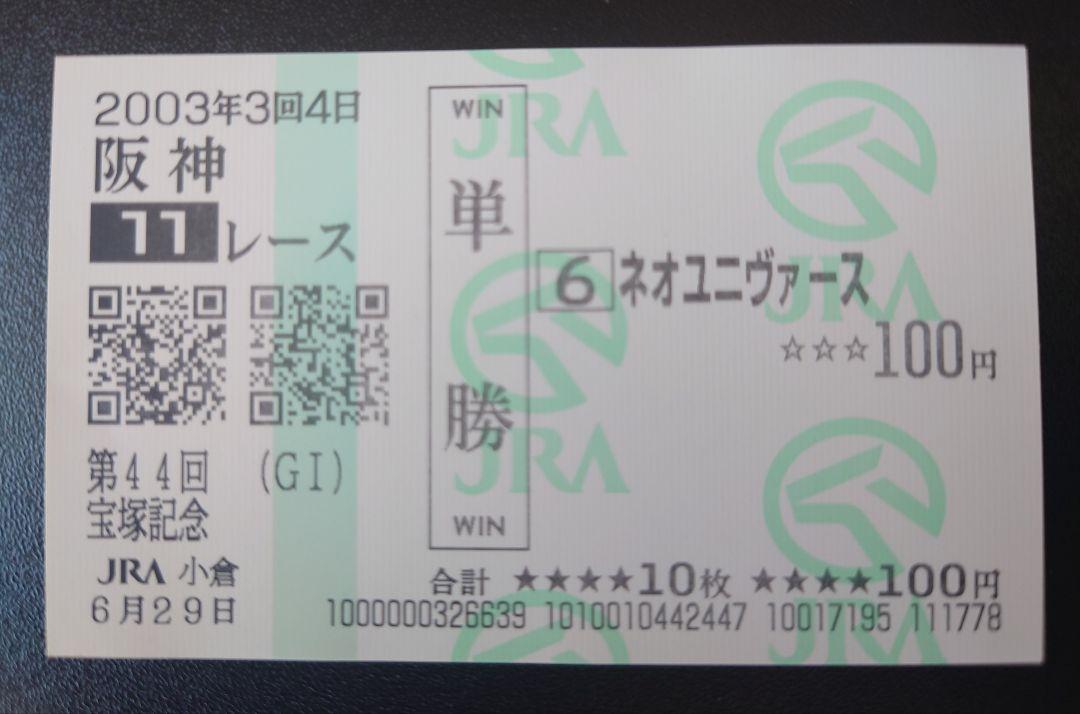 2003年3回4日
阪神
11レース
第44回 (GI)
宝塚記念
JRA 小倉
6月29日
WIN
単勝
WIN
6 ネオユニヴァース
☆☆☆100円
合計 ★★★★10枚 ★★★★100円
1000000326639 1010010442447 10017195 111778
JRA
JRA
JRA
JRA